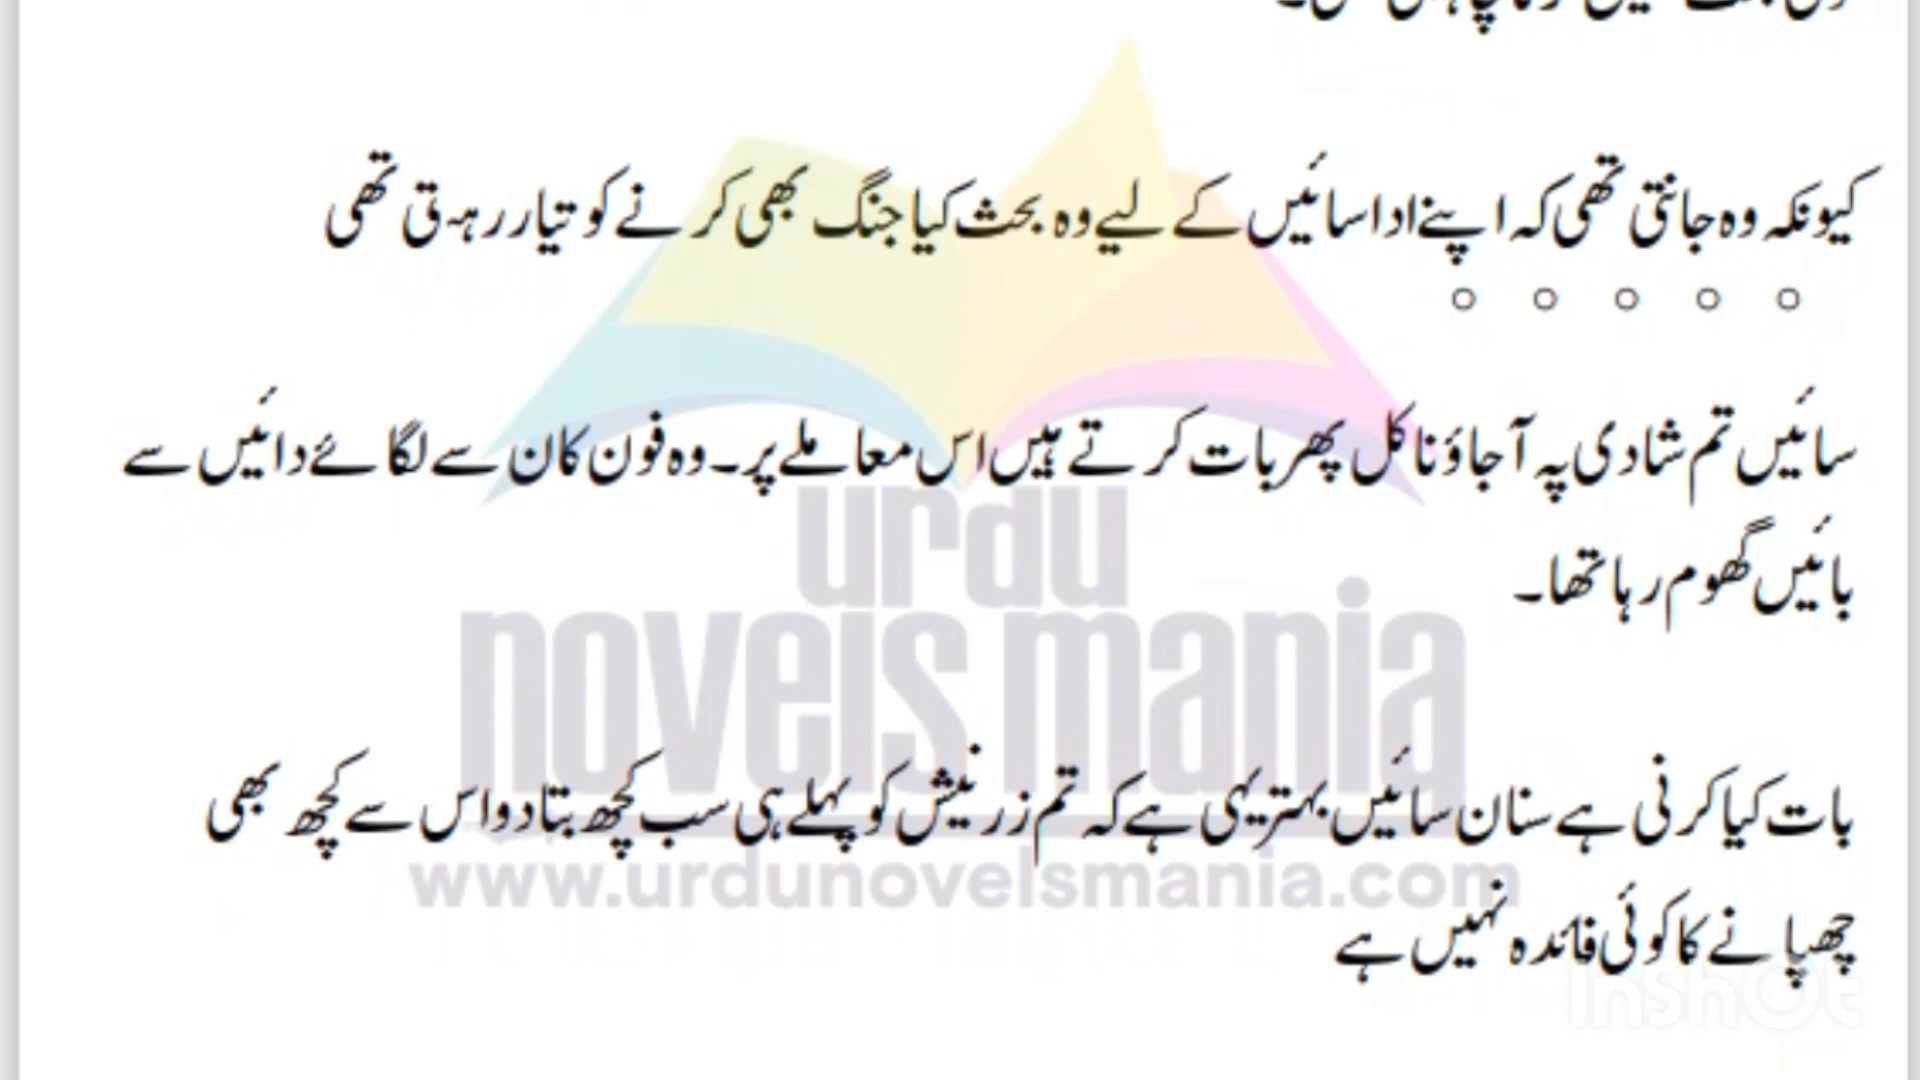 کیونکہ وہ جانتی تھی کہ اپنے ادا سائیں کے لیے وہ بحث کیا جنگ بھی کرنے کو تیار رہتی تھی
○ ○ ○ ○ ○
سائیں تم شادی پہ آ جاؤ نا کل پھر بات کرتے ہیں اس معاملے پر۔ وہ فون کان سے لگائے دائیں سے
بائیں گھوم رہا تھا۔
urdu
novels mania
بات کیا کرنی ہے سنان سائیں بہتر یہی ہے کہ تم زرنیش کو پہلے ہی سب کچھ بتا دو اس سے کچھ بھی
www.urdunovelsmania.com
چھپانے کا کوئی فائدہ نہیں ہے
InShOt